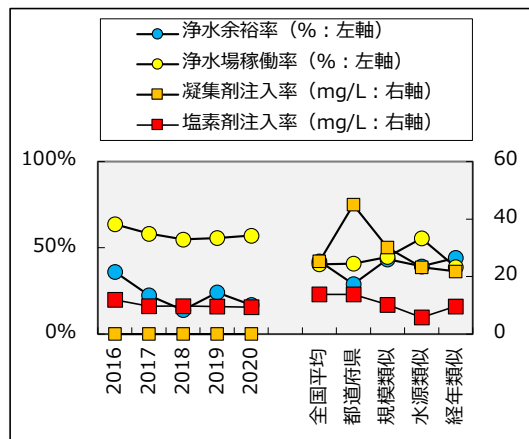 浄水余裕率（%：左軸）
浄水場稼働率（%：左軸）
凝集剤注入率（mg/L：右軸）
塩素剤注入率（mg/L：右軸）
100%
50%
0%
60
40
20
0
2016
2017
2018
2019
2020
全国平均
都道府県
規模類似
水源類似
経年類似